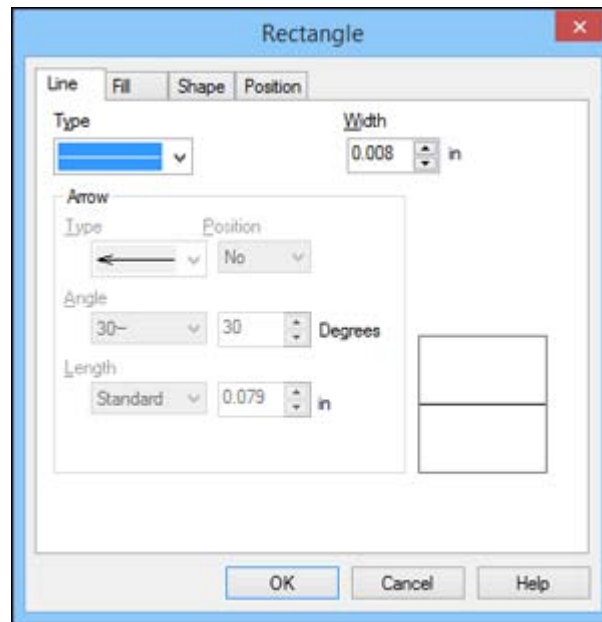 Rectangle
Line Fill Shape Position
Type Width
0.008 in
Arrow
Type Position
No
Angle
30~ 30 Degrees
Length
Standard 0.079 in
OK Cancel Help